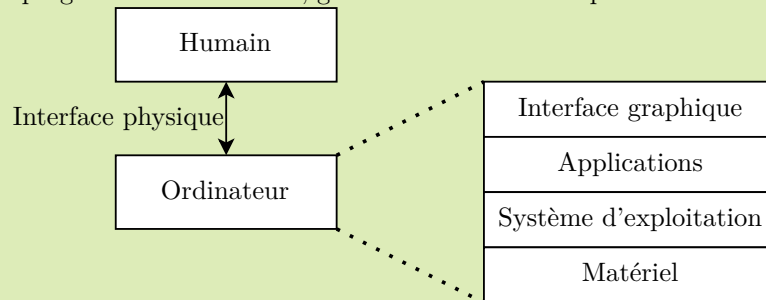 Humain
Interface physique
Ordinateur
Interface graphique
Applications
Système d'exploitation
Matériel